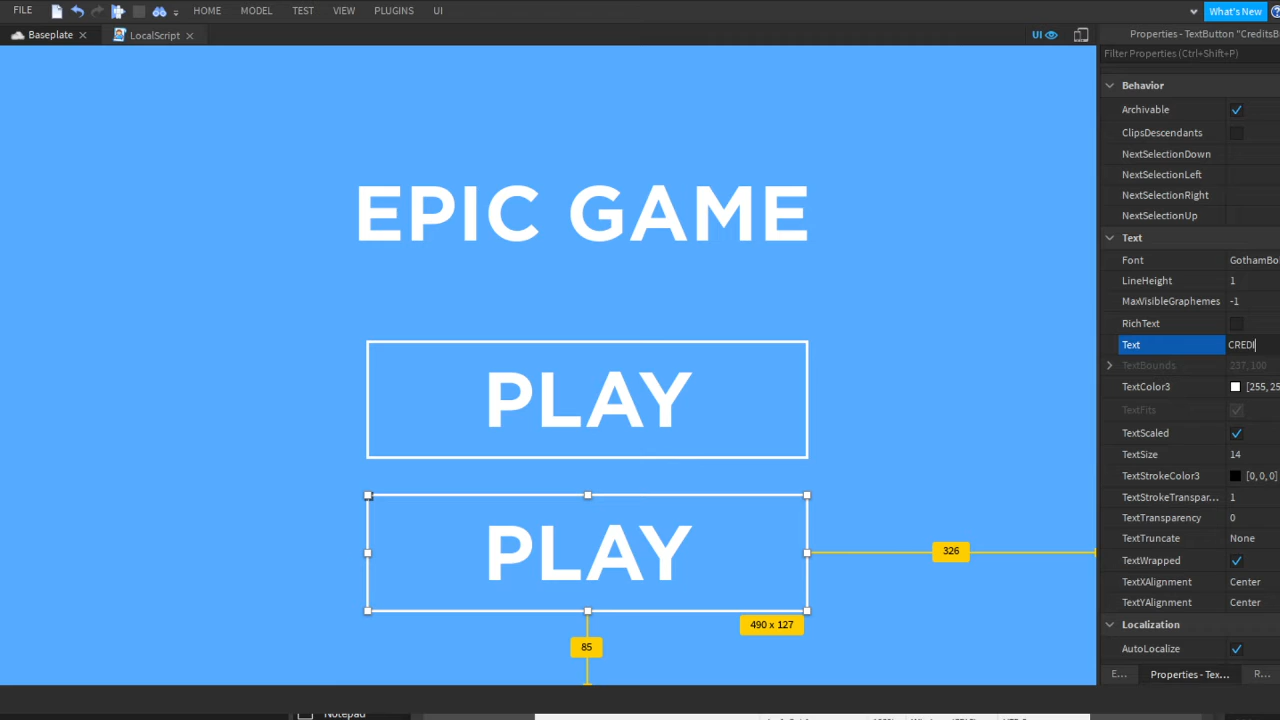 FILE HOME MODEL TEST VIEW PLUGINS UI What's New
Baseplate LocalScript UI Properties - TextButton "CreditsB
Filter Properties (Ctrl+Shift+P)
Behavior
Archivable
ClipsDescendants
NextSelectionDown
NextSelectionLeft
NextSelectionRight
NextSelectionUp
EPIC GAME
Text
Font GothamBo
LineHeight 1
MaxVisibleGraphemes -1
RichText
Text CREDI
TextBounds 237, 100
TextColor3 [255, 25
TextFits
PLAY
TextScaled
TextSize 14
TextStrokeColor3 [0,0,0]
TextStrokeTranspar... 1
TextTransparency 0
TextTruncate None
PLAY
326
TextWrapped
TextXAlignment Center
TextYAlignment Center
490 x 127
Localization
85
AutoLocalize
E... Properties - Tex... R...
Notepad